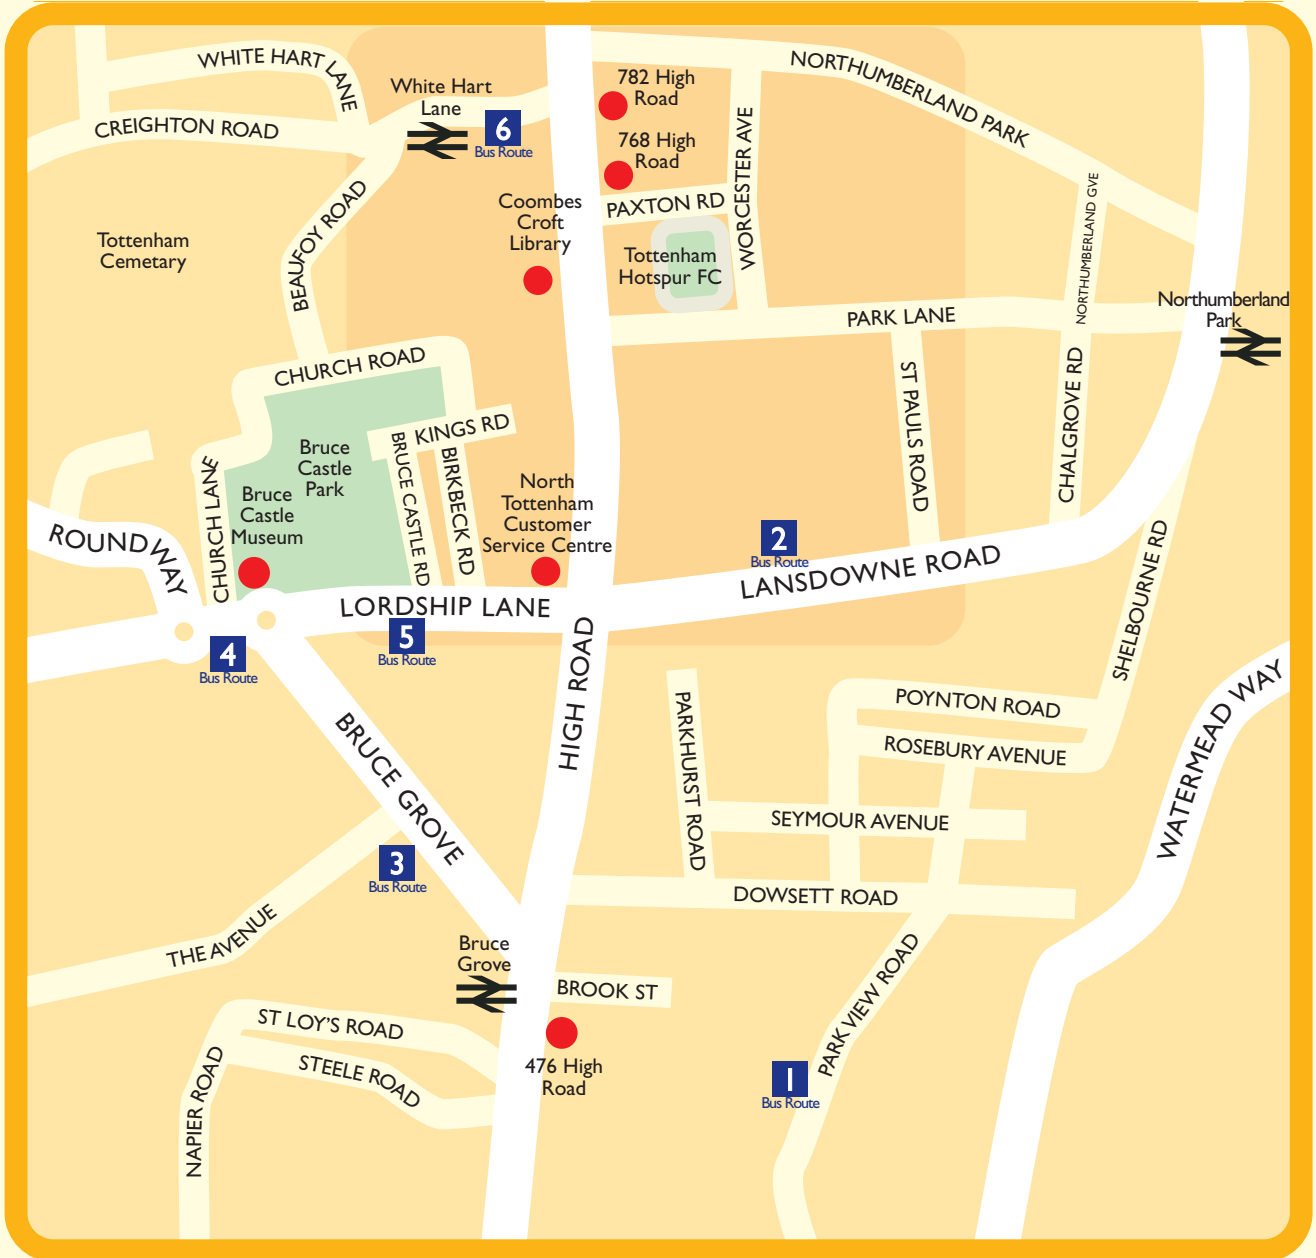 WHITE HART LANE
NORTHUMBERLAND PARK
White Hart
Lane
782 High
Road
CREIGHTON ROAD
6
Bus Route
768 High
Road
WORCESTER AVE
NORTHUMBERLAND GVE
PAXTON RD
Coombes
Croft
Library
BEAUFOY ROAD
Tottenham
Cemetary
Tottenham
Hotspur FC
Northumberland
Park
PARK LANE
CHURCH ROAD
ST PAULS ROAD
CHALGROVE RD
KINGS RD
BRUCE CASTLE RD
BIRKBECK RD
Bruce
Castle
Park
CHURCH LANE
Bruce
Castle
Museum
North
Tottenham
Customer
Service Centre
ROUNDWAY
2
Bus Route
LANSDOWNE ROAD
SHELBOURNE RD
LORDSHIP LANE
5
Bus Route
4
Bus Route
HIGH ROAD
WATERMEAD WAY
PARKHURST ROAD
POYNTON ROAD
ROSEBURY AVENUE
BRUCE GROVE
SEYMOUR AVENUE
3
Bus Route
DOWSETT ROAD
THE AVENUE
Bruce
Grove
PARK VIEW ROAD
BROOK ST
ST LOY'S ROAD
STEELE ROAD
NAPIER ROAD
476 High
Road
1
Bus Route